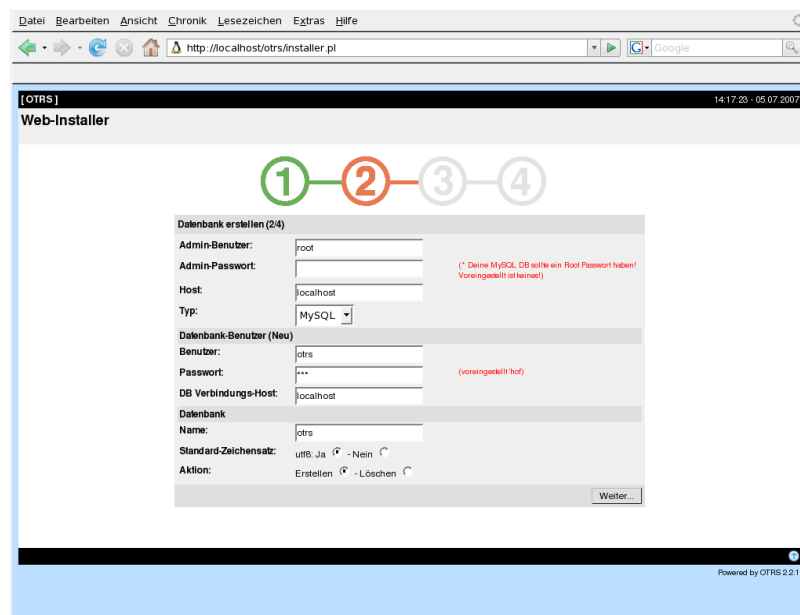 Datei Bearbeiten Ansicht Chronik Lesezeichen Extras Hilfe
http://localhost/otrs/installer.pl
G Google
[ OTRS ] 14:17:23 - 05.07.2007
Web-Installer
1 2 3 4
Datenbank erstellen (2/4)
Admin-Benutzer: root
Admin-Passwort: (* Deine MySQL DB sollte ein Root Passwort haben!
Voreingestellt ist keines!)
Host: localhost
Typ: MySQL
Datenbank-Benutzer (Neu)
Benutzer: otrs
Passwort: *** (voreingestellt 'hot')
DB Verbindungs-Host: localhost
Datenbank
Name: otrs
Standard-Zeichensatz: utf8: Ja - Nein
Aktion: Erstellen - Löschen
Weiter...
Powered by OTRS 2.2.1